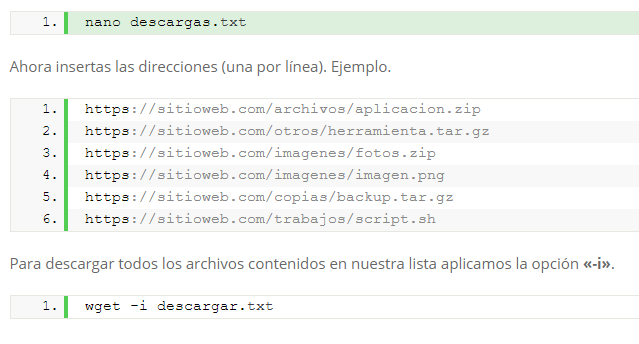 1. nano descargas.txt
Ahora insertas las direcciones (una por línea). Ejemplo.
1. https://sitioweb.com/archivos/aplicacion.zip
2. https://sitioweb.com/otros/herramienta.tar.gz
3. https://sitioweb.com/imagenes/fotos.zip
4. https://sitioweb.com/imagenes/imagen.png
5. https://sitioweb.com/copias/backup.tar.gz
6. https://sitioweb.com/trabajos/script.sh
Para descargar todos los archivos contenidos en nuestra lista aplicamos la opción «-i».
1. wget -i descargar.txt